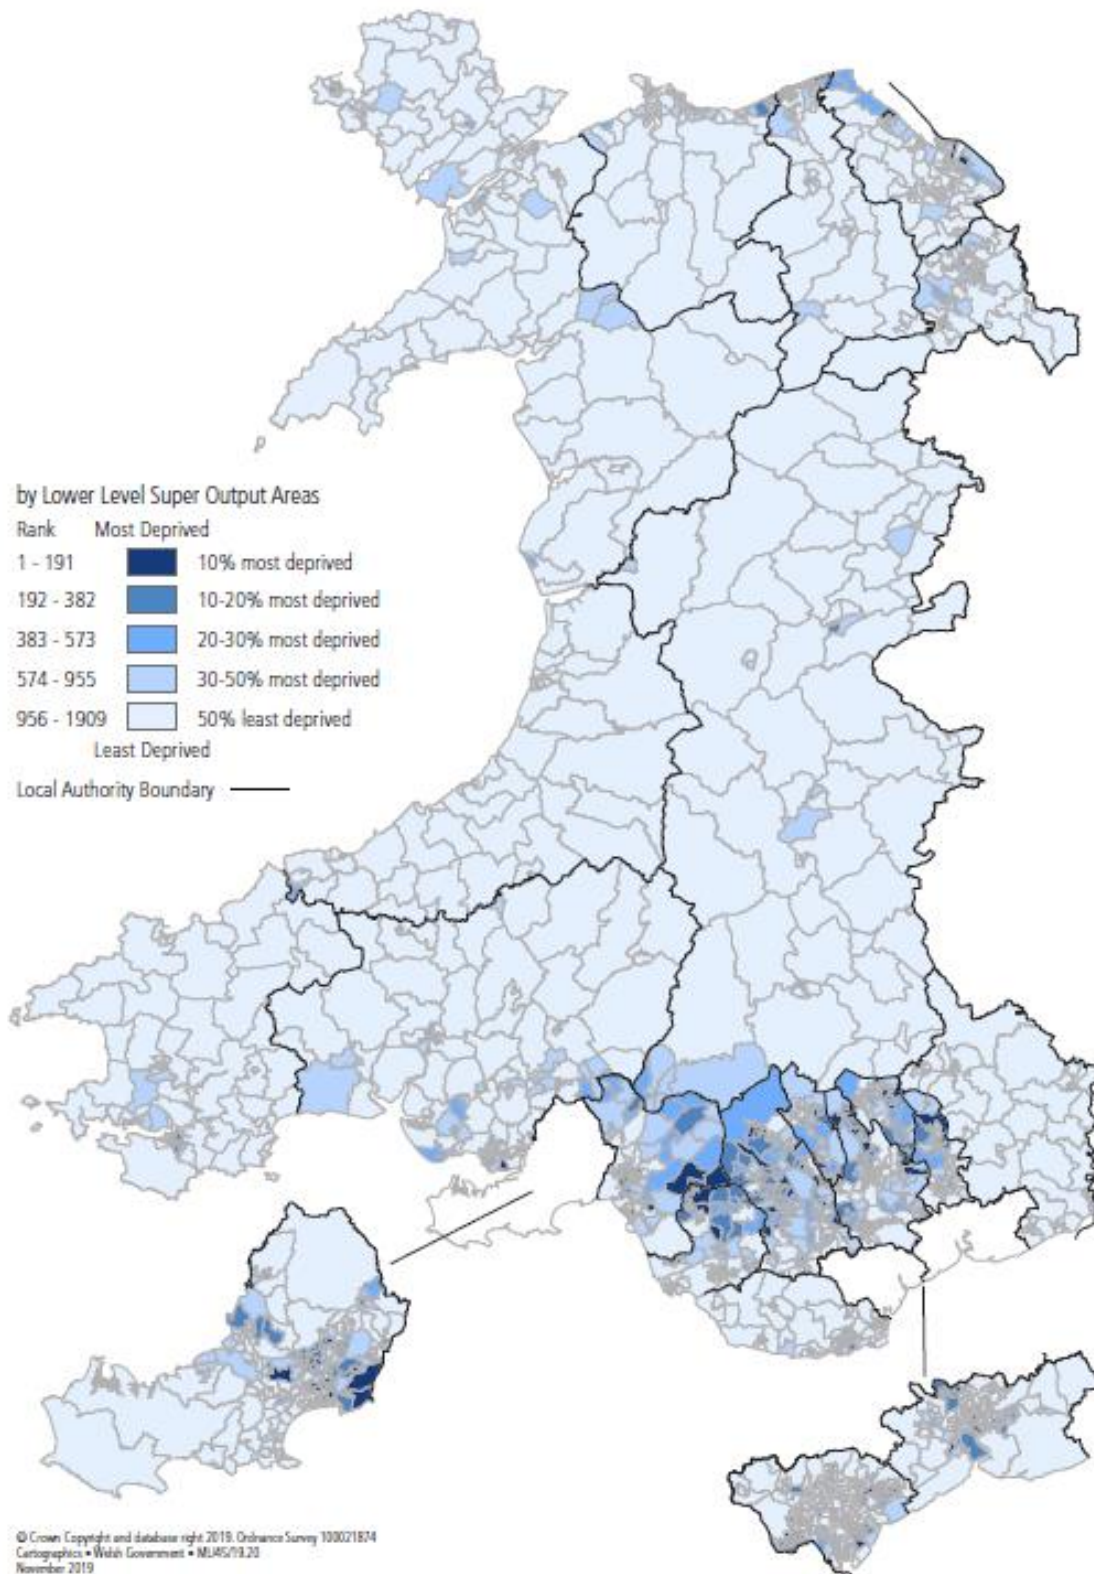 by Lower Level Super Output Areas
Rank Most Deprived
1 - 191 10% most deprived
192 - 382 10-20% most deprived
383 - 573 20-30% most deprived
574 - 955 30-50% most deprived
956 - 1909 50% least deprived
Least Deprived
Local Authority Boundary
© Crown Copyright and database right 2019. Ordnance Survey 100021874
Cartographics • Welsh Government • ML/45/19.20
November 2019